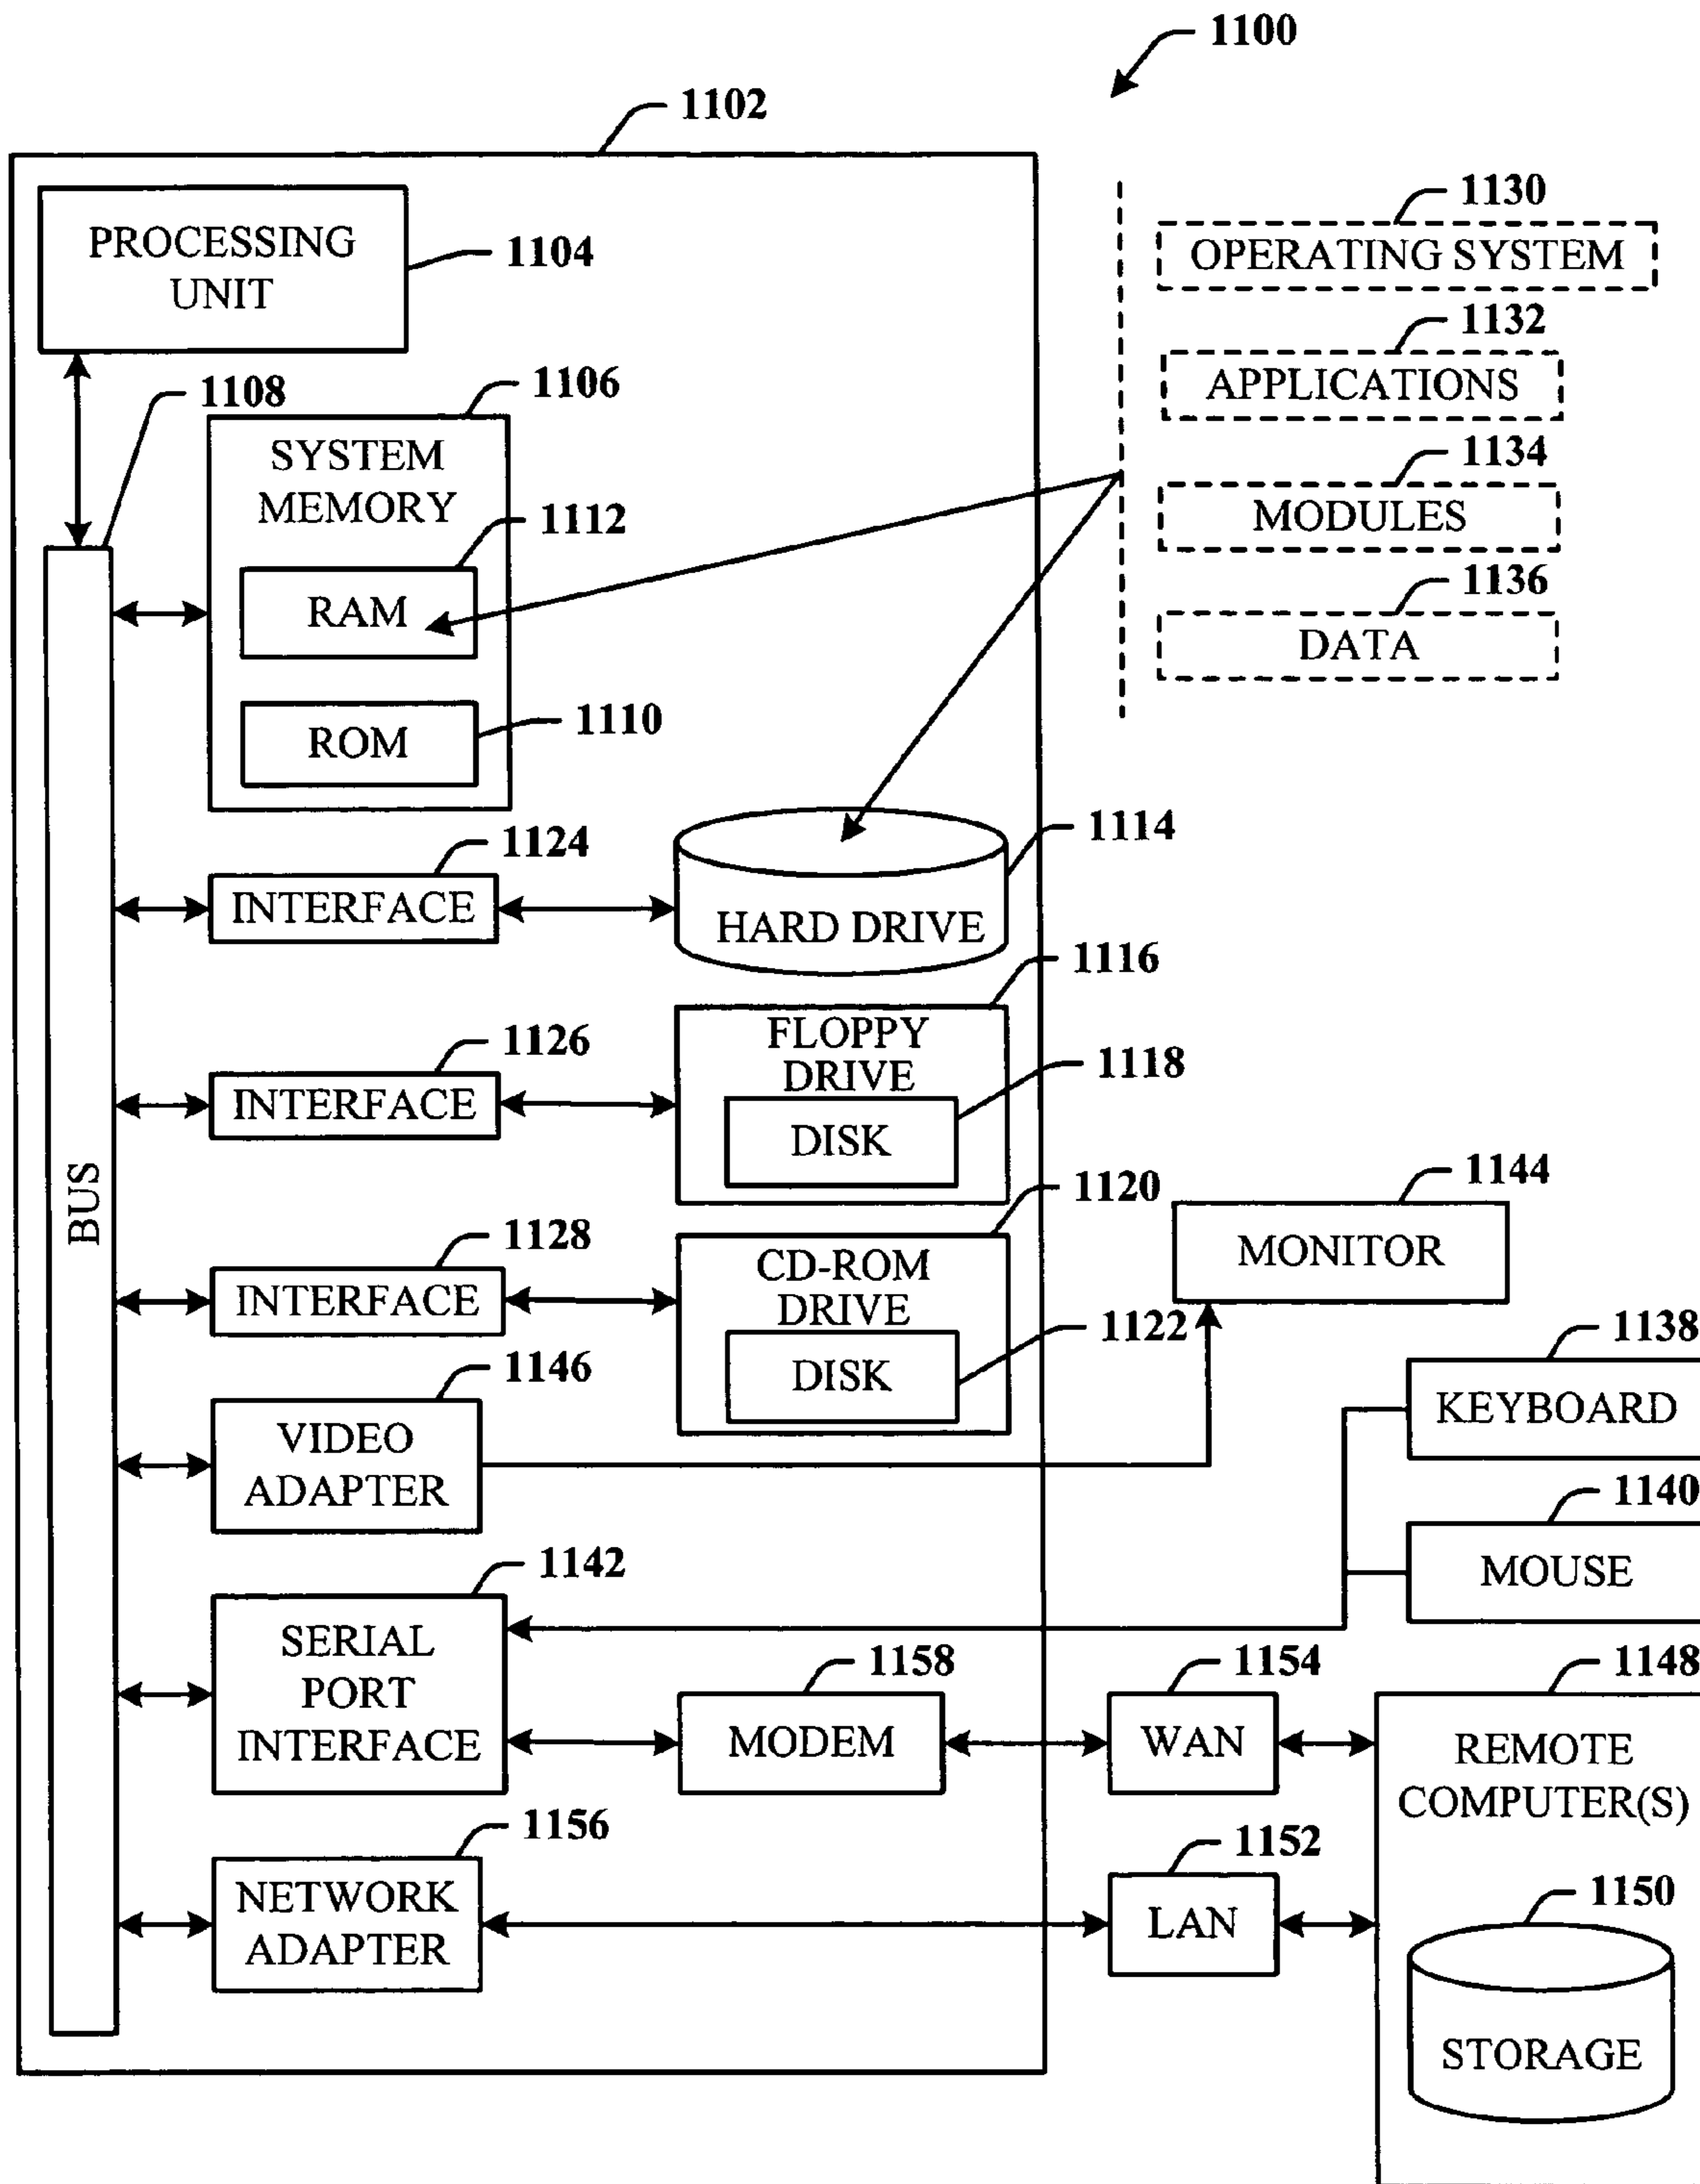 1100
1102
1130
OPERATING SYSTEM
PROCESSING
UNIT
1104
1132
APPLICATIONS
1108
1106
SYSTEM
MEMORY
1134
MODULES
1112
RAM
1136
DATA
1110
ROM
1124
INTERFACE
1114
HARD DRIVE
1116
FLOPPY
DRIVE
1126
INTERFACE
1118
DISK
BUS
1120
CD-ROM
DRIVE
1144
MONITOR
1128
INTERFACE
1122
DISK
1138
KEYBOARD
1146
VIDEO
ADAPTER
1140
MOUSE
1142
SERIAL
PORT
INTERFACE
1158
MODEM
1154
WAN
1148
REMOTE
COMPUTER(S)
1156
NETWORK
ADAPTER
1152
LAN
1150
STORAGE